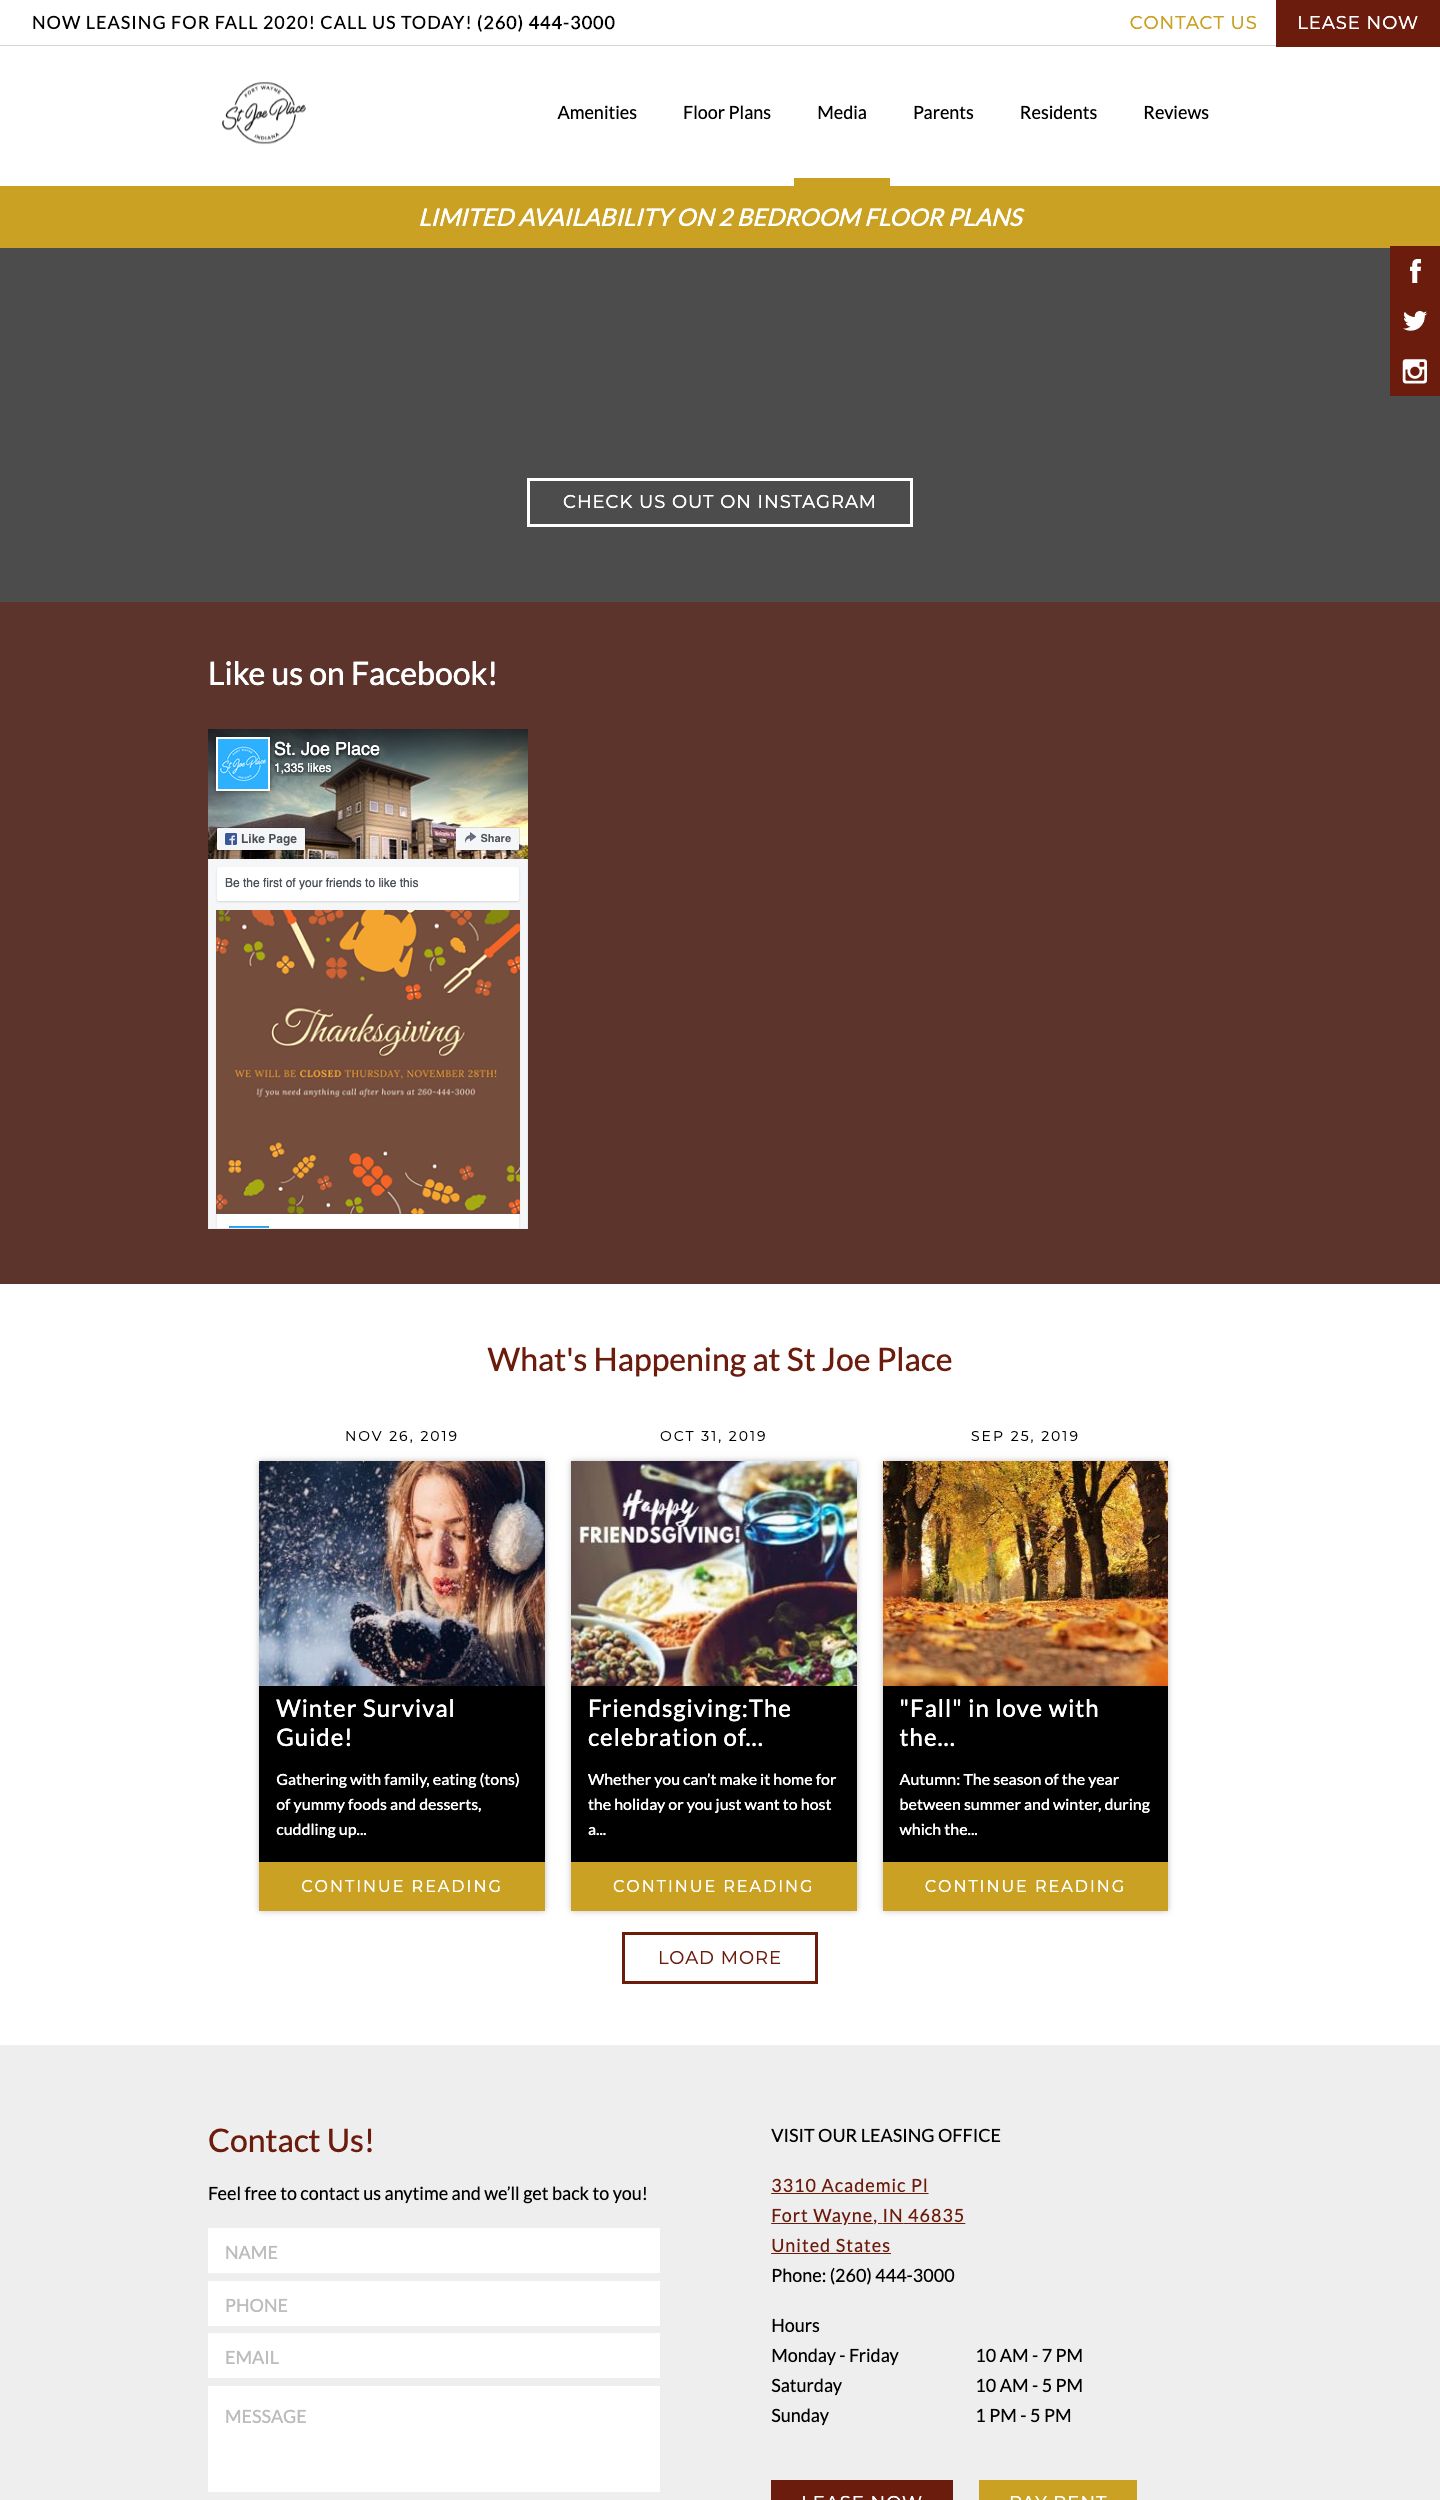 NOW LEASING FOR FALL 2020! CALL US TODAY! (260) 444-3000
CONTACT US
LEASE NOW
FORT WAYNE
St Joe Place
INDIANA
Amenities
Floor Plans
Media
Parents
Residents
Reviews
LIMITED AVAILABILITY ON 2 BEDROOM FLOOR PLANS
CHECK US OUT ON INSTAGRAM
Like us on Facebook!
St Joe Place
St. Joe Place
1,335 likes
Like Page
Share
Be the first of your friends to like this
Thanksgiving
WE WILL BE CLOSED THURSDAY, NOVEMBER 28TH!
If you need anything call after hours at 260-444-3000
What's Happening at St Joe Place
NOV 26, 2019
Winter Survival
Guide!
Gathering with family, eating (tons)
of yummy foods and desserts,
cuddling up...
CONTINUE READING
OCT 31, 2019
Happy
FRIENDSGIVING!
Friendsgiving:The
celebration of...
Whether you can’t make it home for
the holiday or you just want to host
a...
CONTINUE READING
SEP 25, 2019
"Fall" in love with
the...
Autumn: The season of the year
between summer and winter, during
which the...
CONTINUE READING
LOAD MORE
Contact Us!
Feel free to contact us anytime and we’ll get back to you!
NAME
PHONE
EMAIL
MESSAGE
VISIT OUR LEASING OFFICE
3310 Academic Pl
Fort Wayne, IN 46835
United States
Phone: (260) 444-3000
Hours
Monday - Friday 10 AM - 7 PM
Saturday 10 AM - 5 PM
Sunday 1 PM - 5 PM
LEASE NOW
PAY RENT